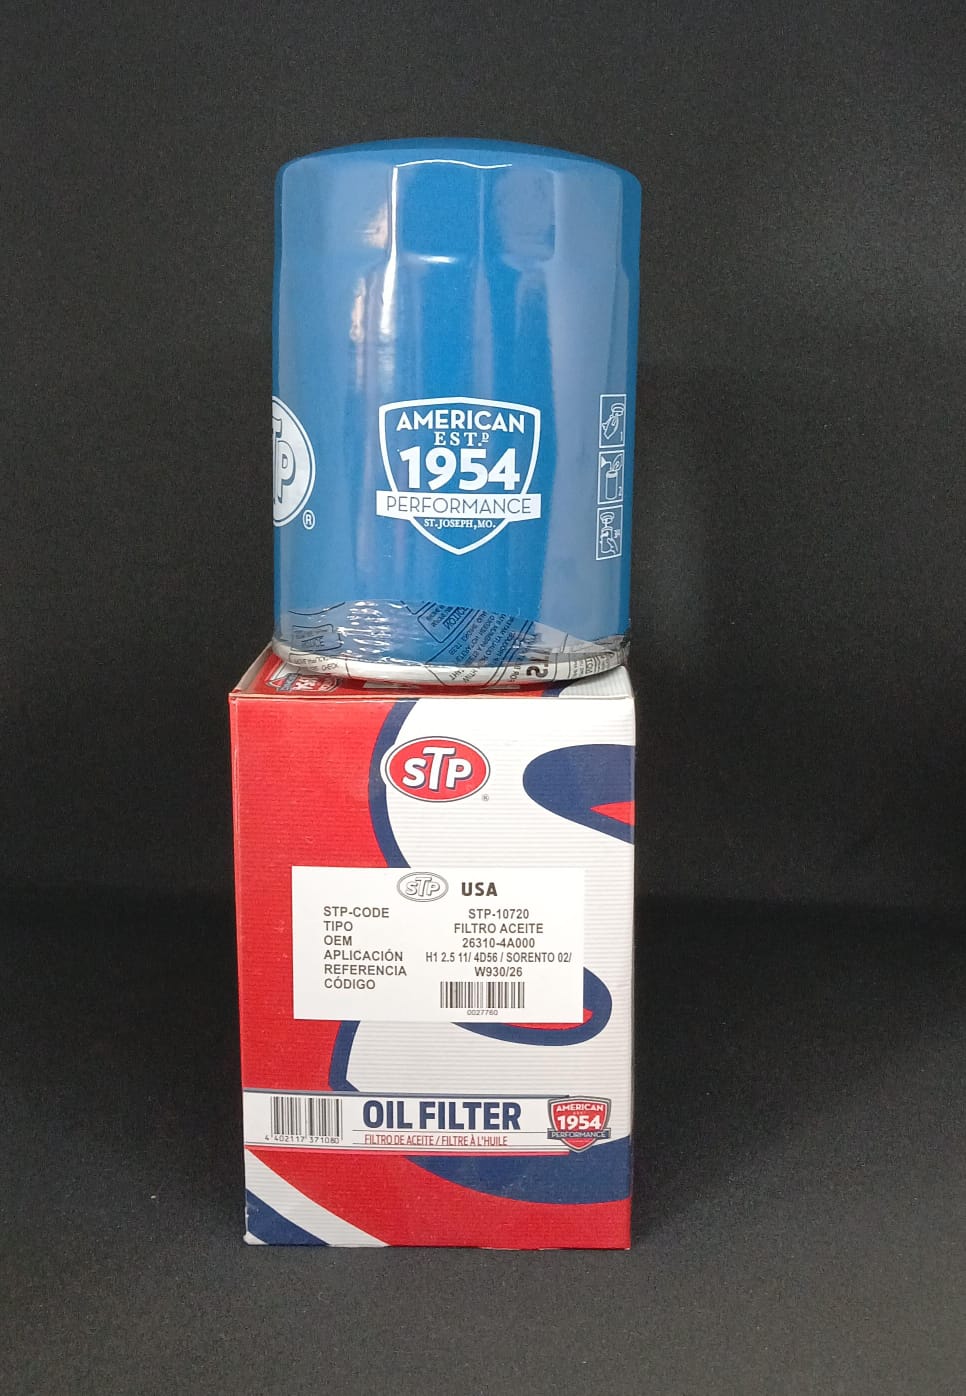 TP
®
AMERICAN
EST.D
1954
PERFORMANCE
ST. JOSEPH, MO.
STP
®
STP USA
STP-CODE STP-10720
TIPO FILTRO ACEITE
OEM 26310-4A000
APLICACIÓN H1 2.5 11/ 4D56 / SORENTO 02/
REFERENCIA W930/26
CÓDIGO
0027760
4 402117 371080
OIL FILTER
FILTRO DE ACEITE / FILTRE À L'HUILE
AMERICAN
1954
PERFORMANCE